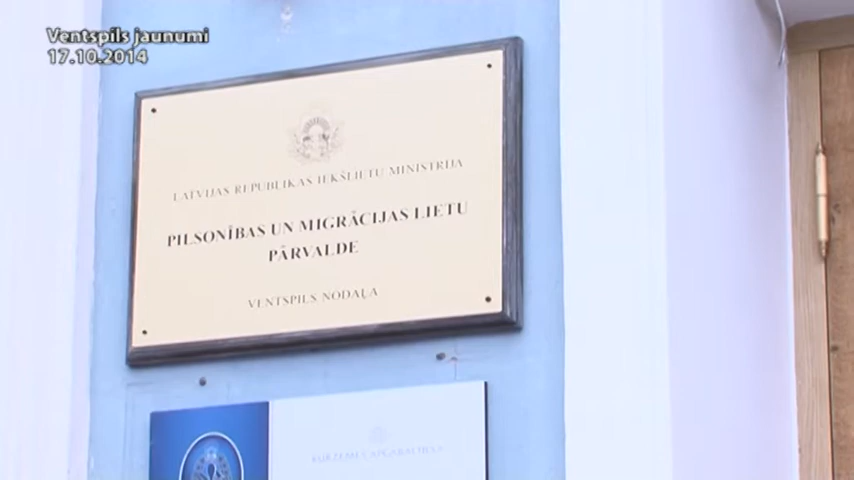 Ventspils jaunumi
17.10.2014
LATVIJAS REPUBLIKAS IEKŠLIETU MINISTRIJA
PILSONĪBAS UN MIGRĀCIJAS LIETU
PĀRVALDE
VENTSPILS NODAĻA